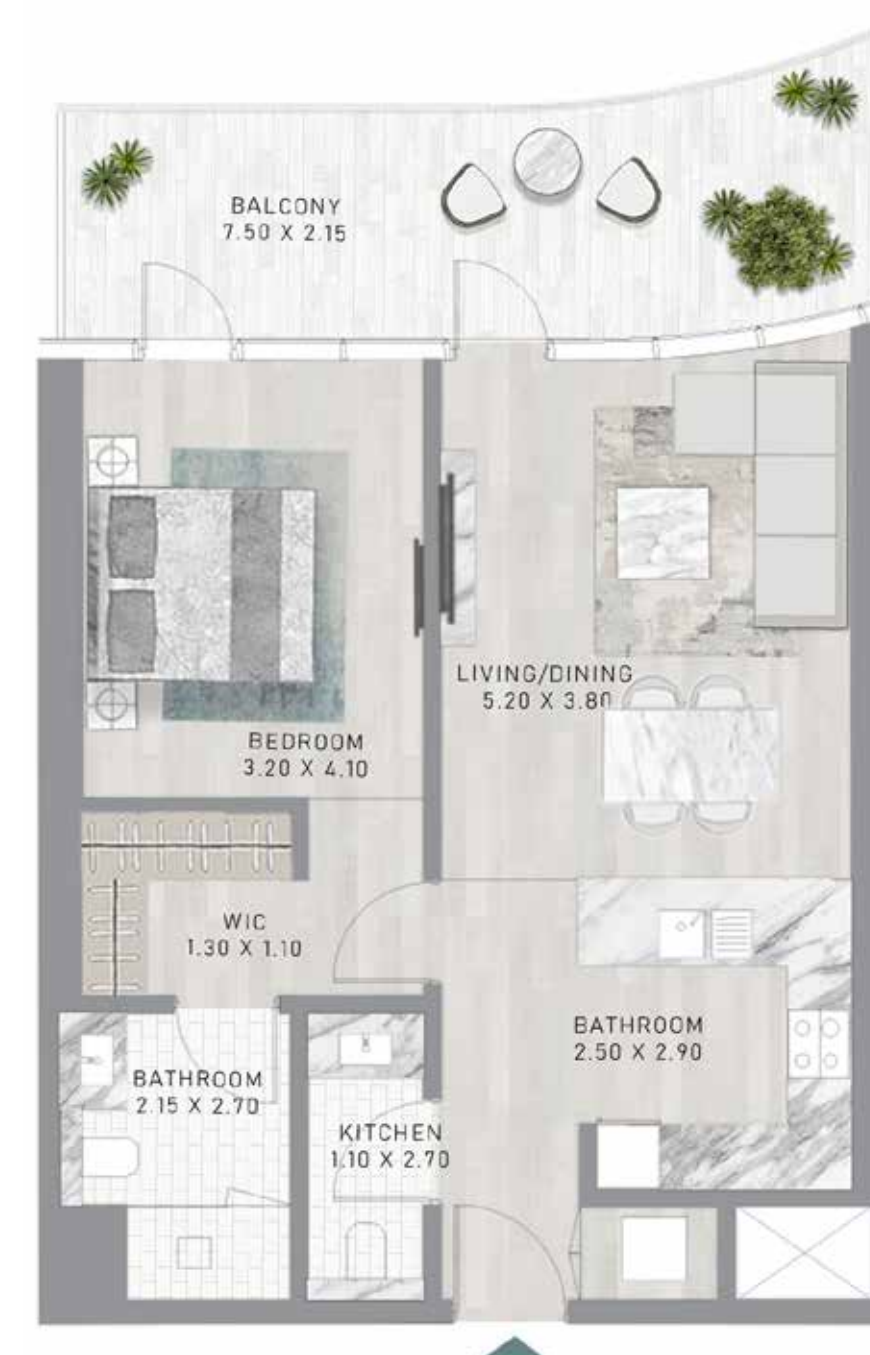 BALCONY
7.50 X 2.15
LIVING/DINING
5.20 X 3.80
BEDROOM
3.20 X 4.10
WIC
1.30 X 1.10
BATHROOM
2.50 X 2.90
BATHROOM
2.15 X 2.70
KITCHEN
1.10 X 2.70